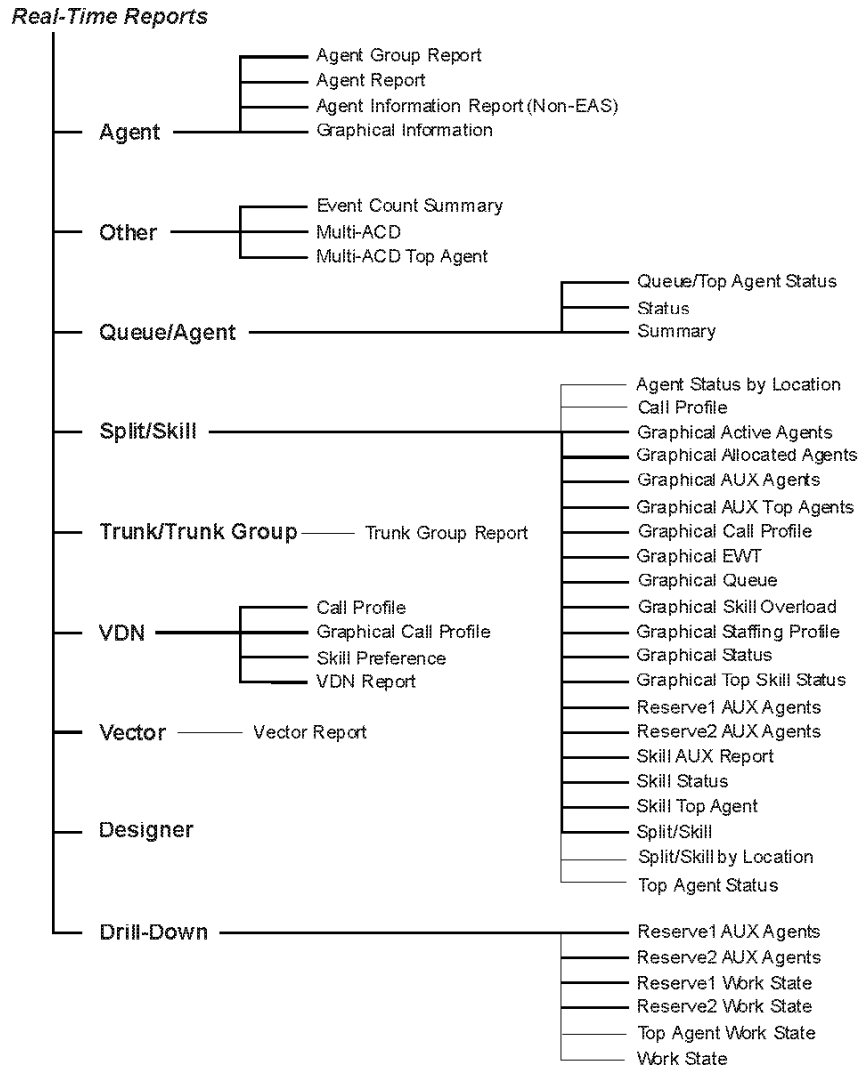 Real-Time Reports
Agent
Agent Group Report
Agent Report
Agent Information Report (Non-EAS)
Graphical Information
Other
Event Count Summary
Multi-ACD
Multi-ACD Top Agent
Queue/Agent
Queue/Top Agent Status
Status
Summary
Split/Skill
Agent Status by Location
Call Profile
Graphical Active Agents
Graphical Allocated Agents
Graphical AUX Agents
Graphical AUX Top Agents
Graphical Call Profile
Graphical EWT
Graphical Queue
Graphical Skill Overload
Graphical Staffing Profile
Graphical Status
Graphical Top Skill Status
Reserve1 AUX Agents
Reserve2 AUX Agents
Skill AUX Report
Skill Status
Skill Top Agent
Split/Skill
Split/Skill by Location
Top Agent Status
Trunk/Trunk Group
Trunk Group Report
VDN
Call Profile
Graphical Call Profile
Skill Preference
VDN Report
Vector
Vector Report
Designer
Drill-Down
Reserve1 AUX Agents
Reserve2 AUX Agents
Reserve1 Work State
Reserve2 Work State
Top Agent Work State
Work State